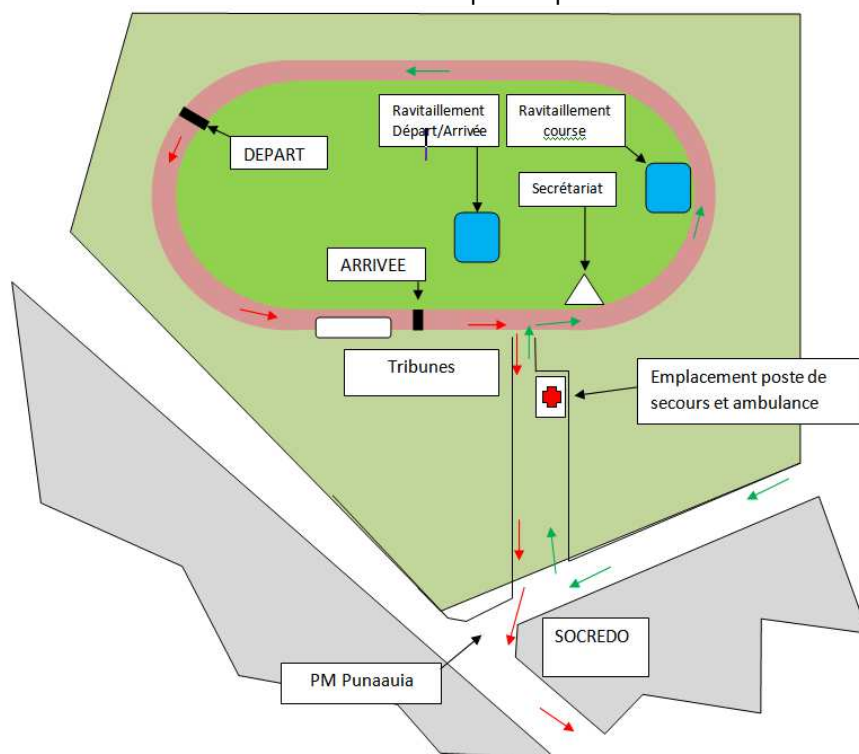 Ravitaillement
Départ/Arrivée
Ravitaillement
course
DEPART
Secrétariat
ARRIVEE
Tribunes
Emplacement poste de
secours et ambulance
SOCREDO
PM Punaauia